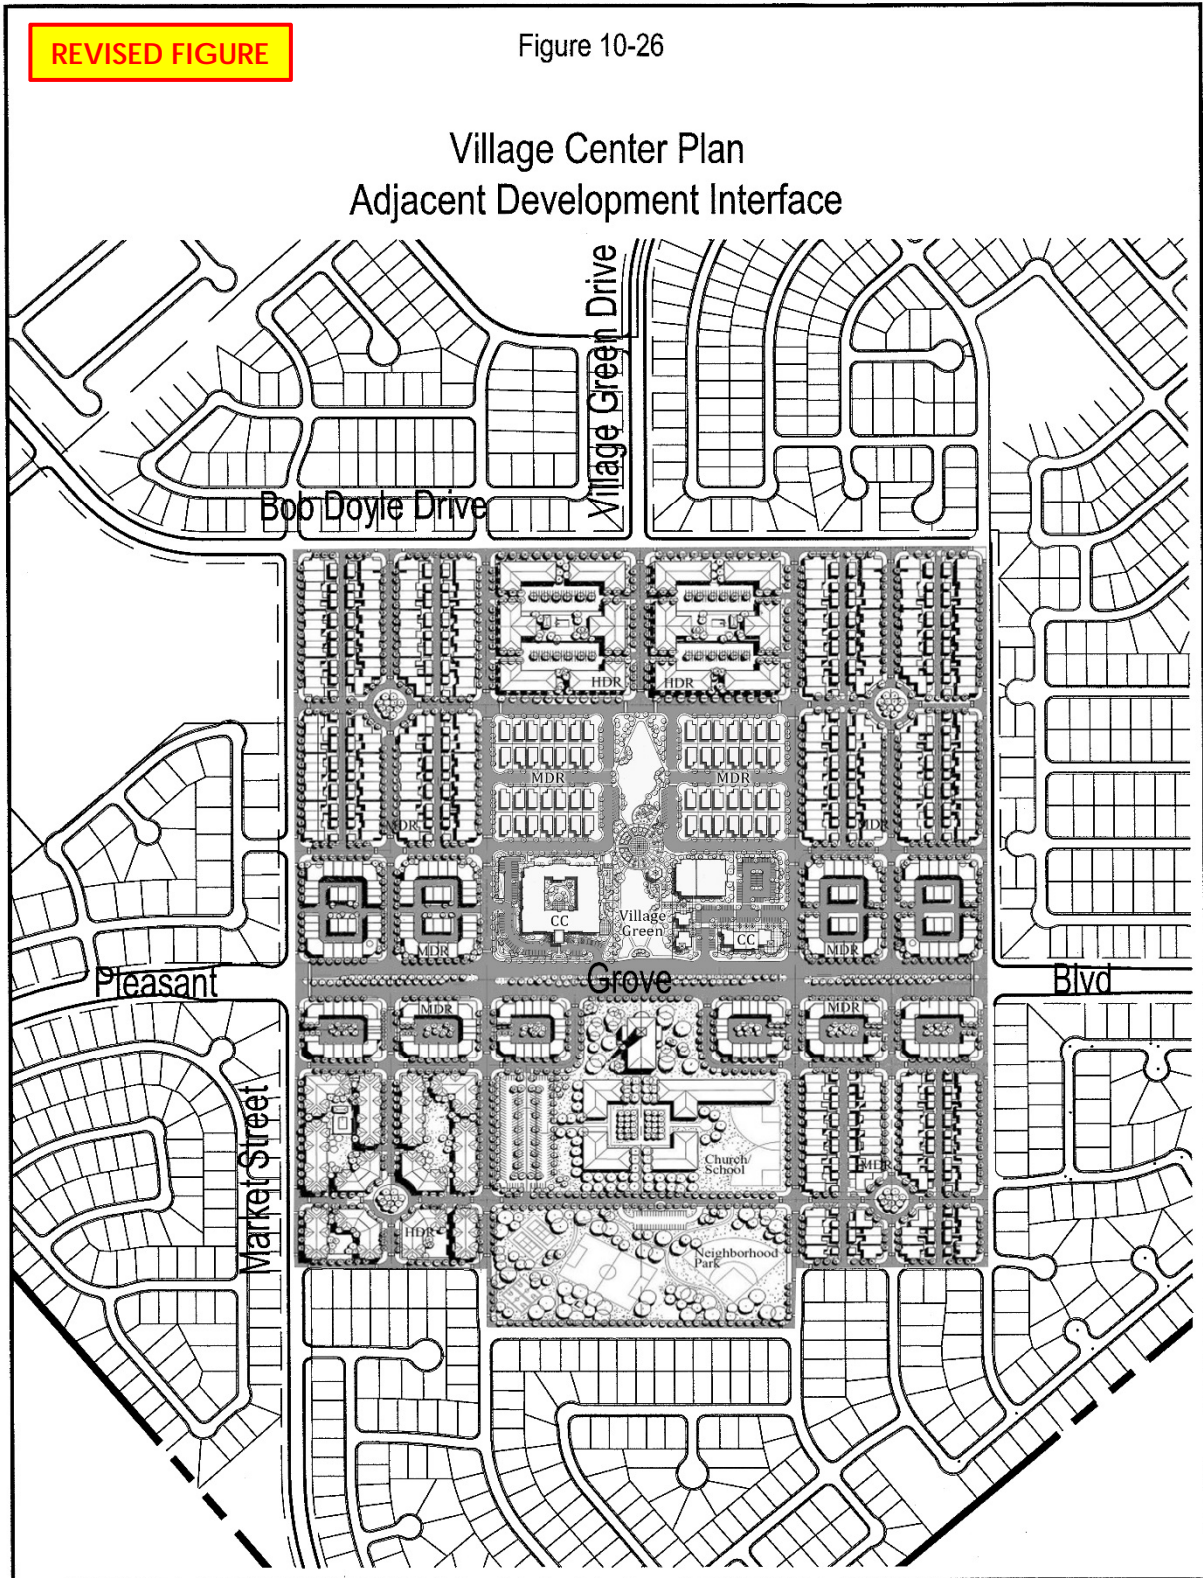 REVISED FIGURE
Figure 10-26
Village Center Plan
Adjacent Development Interface
Village Green Drive
Bob Doyle Drive
HDR
HDR
MDR
MDR
MDR
MDR
CC
Village
Green
CC
MDR
MDR
Pleasant
Grove
Blvd
MDR
MDR
Market Street
Church/
School
MDR
HDR
Neighborhood
Park